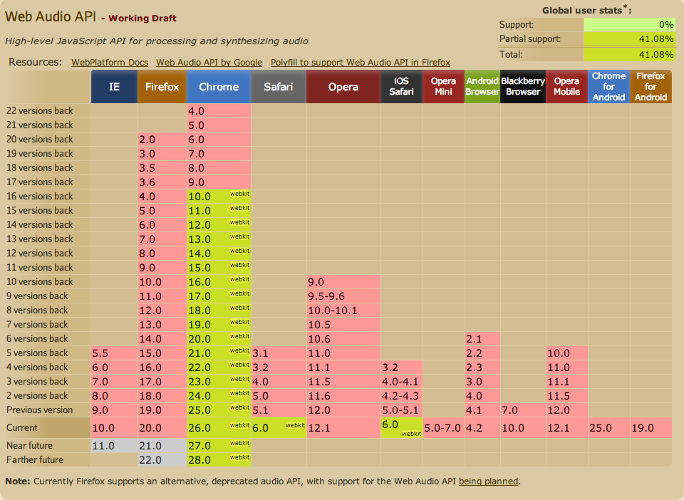 Web Audio API - Working Draft
Global user stats*:
Support: 0%
Partial support: 41.08%
Total: 41.08%
High-level JavaScript API for processing and synthesizing audio
Resources: WebPlatform Docs Web Audio API by Google Polyfill to support Web Audio API in Firefox
IE Firefox Chrome Safari Opera iOS Safari Opera Mini Android Browser Blackberry Browser Opera Mobile Chrome for Android Firefox for Android
22 versions back 4.0
21 versions back 5.0
20 versions back 2.0 6.0
19 versions back 3.0 7.0
18 versions back 3.5 8.0
17 versions back 3.6 9.0
16 versions back 4.0 10.0 webkit
15 versions back 5.0 11.0 webkit
14 versions back 6.0 12.0 webkit
13 versions back 7.0 13.0 webkit
12 versions back 8.0 14.0 webkit
11 versions back 9.0 15.0 webkit
10 versions back 10.0 16.0 webkit 9.0
9 versions back 11.0 17.0 webkit 9.5-9.6
8 versions back 12.0 18.0 webkit 10.0-10.1
7 versions back 13.0 19.0 webkit 10.5
6 versions back 14.0 20.0 webkit 10.6 2.1
5 versions back 5.5 15.0 21.0 webkit 3.1 11.0 2.2 10.0
4 versions back 6.0 16.0 22.0 webkit 3.2 11.1 3.2 2.3 11.0
3 versions back 7.0 17.0 23.0 webkit 4.0 11.5 4.0-4.1 3.0 11.1
2 versions back 8.0 18.0 24.0 webkit 5.0 11.6 4.2-4.3 4.0 11.5
Previous version 9.0 19.0 25.0 webkit 5.1 12.0 5.0-5.1 4.1 7.0 12.0
Current 10.0 20.0 26.0 webkit 6.0 webkit 12.1 6.0 webkit 5.0-7.0 4.2 10.0 12.1 25.0 19.0
Near future 11.0 21.0 27.0 webkit
Farther future 22.0 28.0 webkit
Note: Currently Firefox supports an alternative, deprecated audio API, with support for the Web Audio API being planned.